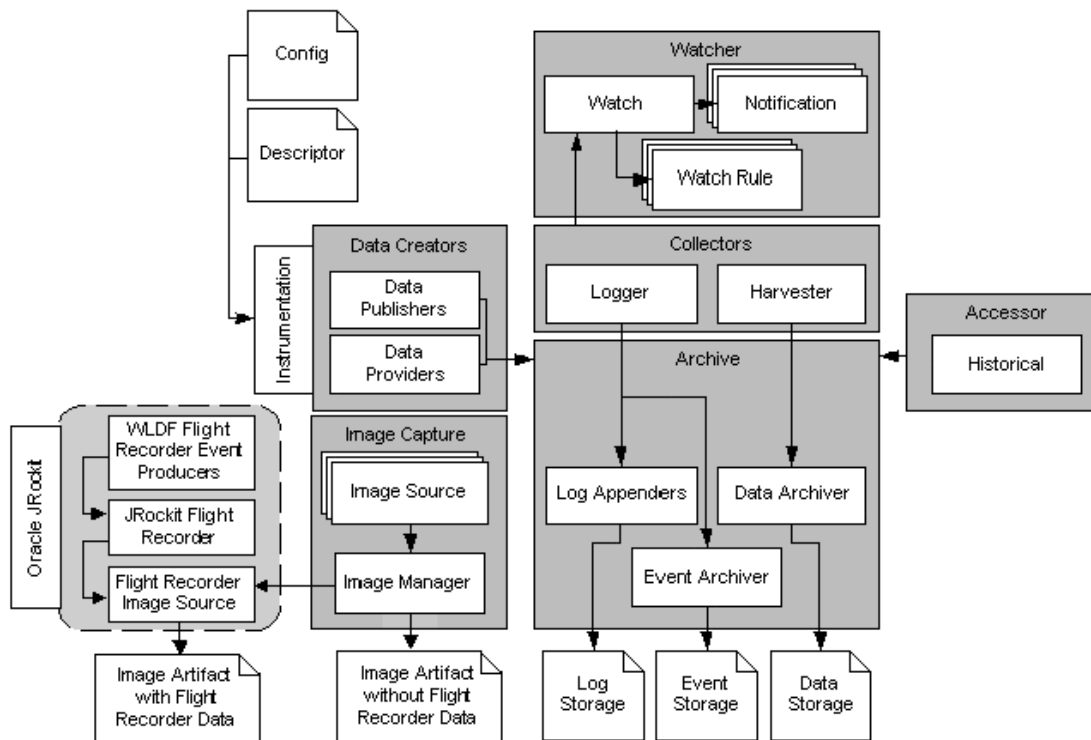 Config
Descriptor
Watcher
Watch
Notification
Watch Rule
Instrumentation
Data Creators
Data
Publishers
Data
Providers
Collectors
Logger
Harvester
Accessor
Historical
Archive
Log Appenders
Data Archiver
Event Archiver
Oracle JRockit
WLDF Flight
Recorder Event
Producers
JRockit Flight
Recorder
Flight Recorder
Image Source
Image Capture
Image Source
Image Manager
Image Artifact
with Flight
Recorder Data
Image Artifact
without Flight
Recorder Data
Log
Storage
Event
Storage
Data
Storage